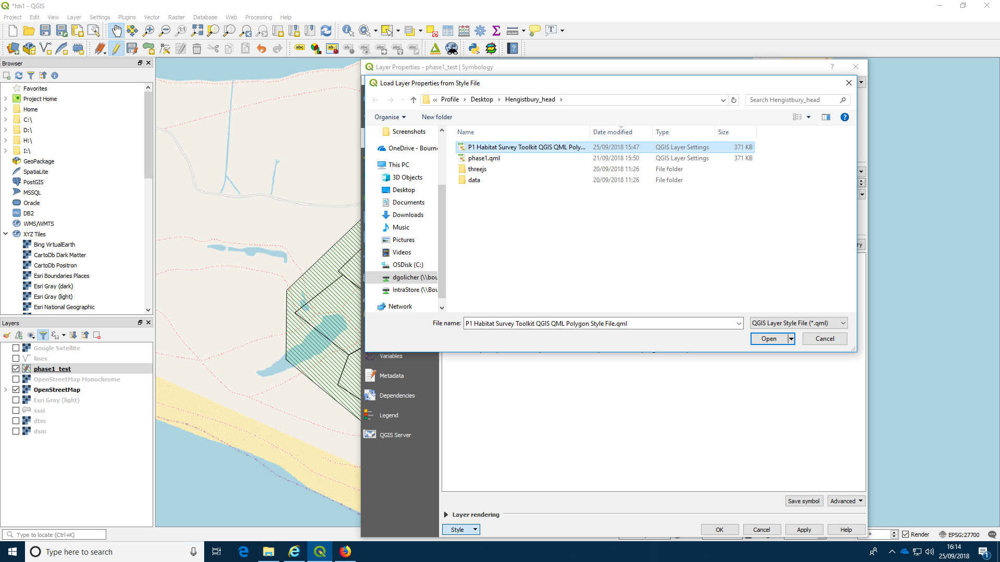 *hh1 - QGIS
Project Edit View Layer Settings Plugins Vector Raster Database Web Processing Help
Browser
Favorites
Project Home
Home
C:\
D:\
H:\
I:\
GeoPackage
SpatiaLite
PostGIS
MSSQL
Oracle
DB2
WMS/WMTS
XYZ Tiles
Bing VirtualEarth
CartoDb Dark Matter
CartoDb Positron
Esri Boundaries Places
Esri Gray (dark)
Esri Gray (light)
Esri National Geographic
Layers
Google Satellite
lines
phase1_test
OpenStreetMap Monochrome
OpenStreetMap
Esri Gray (light)
sssi
dtm
dsm
Layer Properties - phase1_test | Symbology
Load Layer Properties from Style File
« Profile > Desktop > Hengistbury_head >
Search Hengistbury_head
Organise New folder
Screenshots
OneDrive - Bourn
This PC
3D Objects
Desktop
Documents
Downloads
Music
Pictures
Videos
OSDisk (C:)
dgolicher (\\bou
IntraStore (\\Bou
Network
Name Date modified Type Size
P1 Habitat Survey Toolkit QGIS QML Poly... 25/09/2018 15:47 QGIS Layer Settings 371 KB
phase1.qml 21/09/2018 15:50 QGIS Layer Settings 371 KB
threejs 20/09/2018 11:26 File folder
data 20/09/2018 11:26 File folder
File name: P1 Habitat Survey Toolkit QGIS QML Polygon Style File.qml QGIS Layer Style File (*.qml)
Open Cancel
Variables
Metadata
Dependencies
Legend
QGIS Server
ry
Save symbol Advanced
Layer rendering
Style OK Cancel Apply Help
Type to locate (Ctrl+K)
Render EPSG:27700
Type here to search
16:14
25/09/2018
1